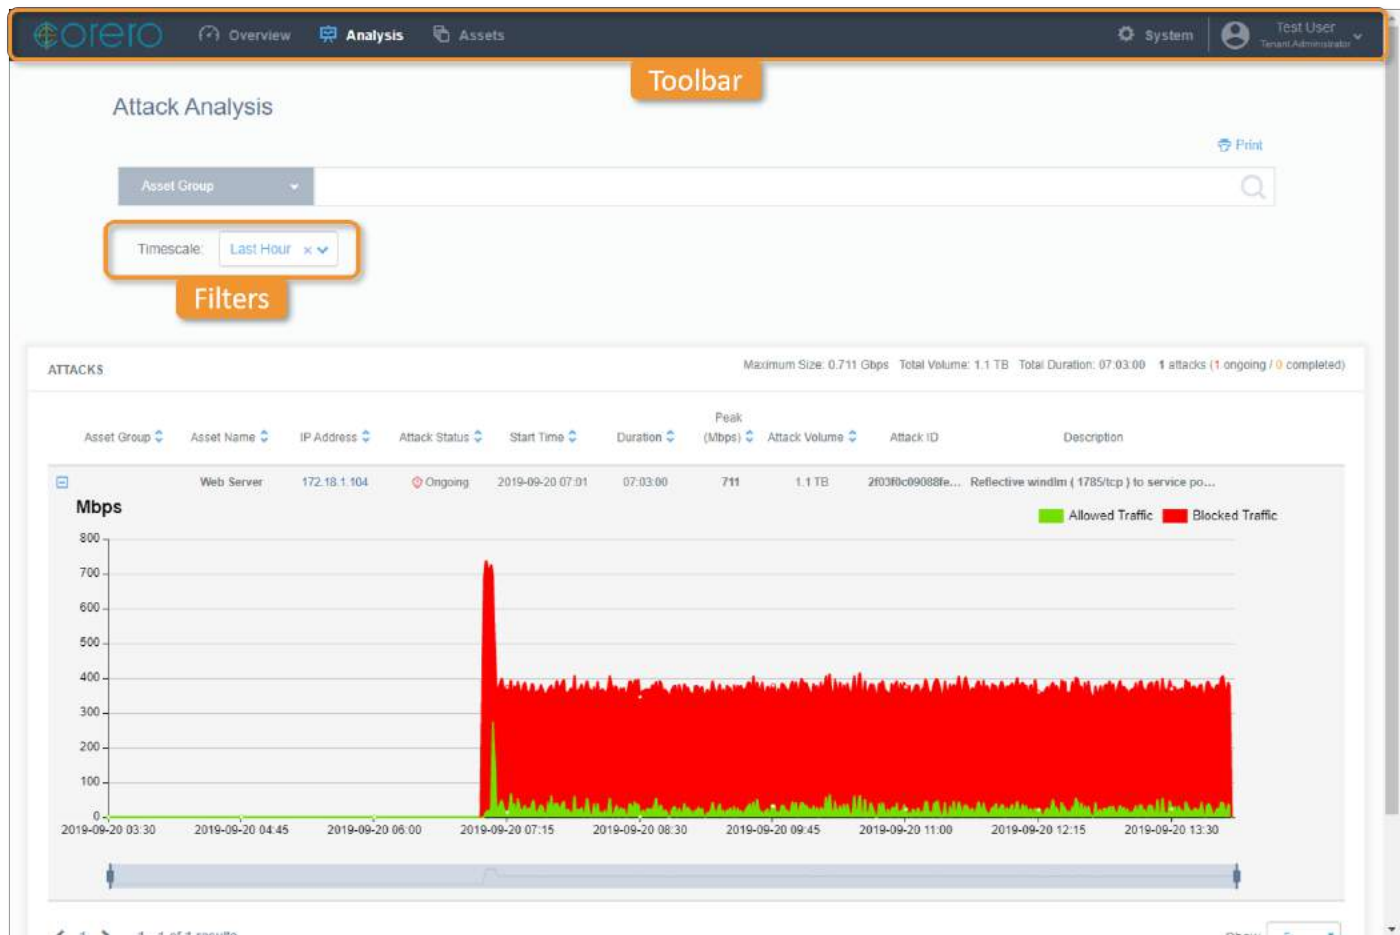 corero Overview Analysis Assets System Test User
Tenant Administrator
Toolbar
Attack Analysis
Print
Asset Group
Timescale: Last Hour
Filters
ATTACKS Maximum Size: 0.711 Gbps Total Volume: 1.1 TB Total Duration: 07:03:00 1 attacks (1 ongoing / 0 completed)
Asset Group Asset Name IP Address Attack Status Start Time Duration Peak (Mbps) Attack Volume Attack ID Description
Web Server 172.18.1.104 Ongoing 2019-09-20 07:01 07:03:00 711 1.1 TB 2f03f0c09088fe... Reflective windlm ( 1785/tcp ) to service po...
Mbps
Allowed Traffic Blocked Traffic
800
700
600
500
400
300
200
100
0
2019-09-20 03:30 2019-09-20 04:45 2019-09-20 06:00 2019-09-20 07:15 2019-09-20 08:30 2019-09-20 09:45 2019-09-20 11:00 2019-09-20 12:15 2019-09-20 13:30
1 1 - 1 of 1 results Show